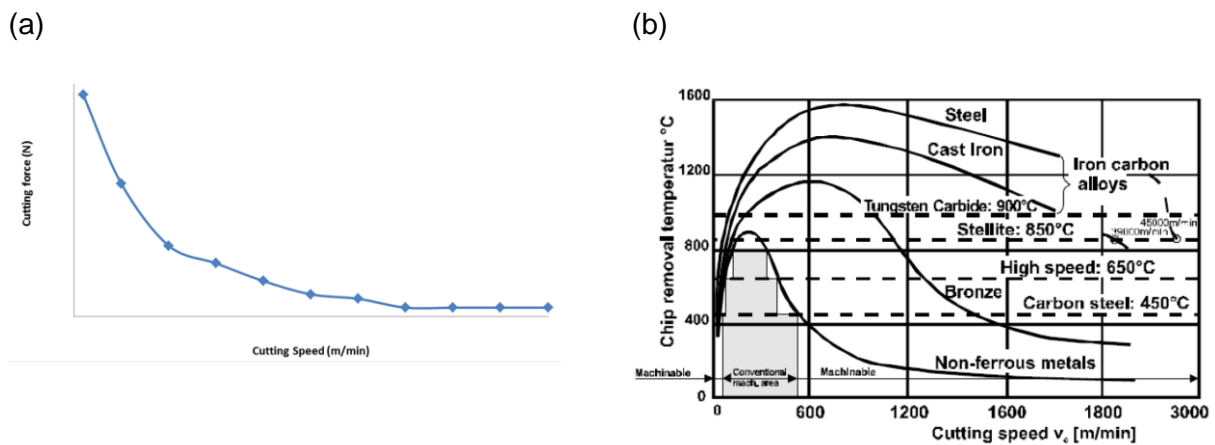 (a)
(b)
Cutting force (N)
Cutting Speed (m/min)
Chip removal temperatur °C
1600
1200
800
400
0
Steel
Cast Iron
Iron carbon
alloys
Tungsten Carbide: 900°C
45000m/min
Stellite: 850°C
High speed: 650°C
Bronze
Carbon steel: 450°C
Non-ferrous metals
Machinable
Conventional
mach. area
Machinable
0
600
1200
1600
1800
3000
Cutting speed v c [m/min]